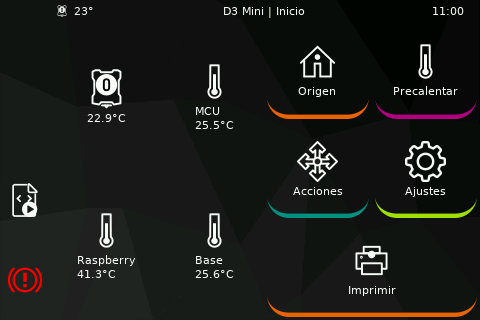 23°
D3 Mini | Inicio
11:00
0
22.9°C
MCU
25.5°C
Origen
Precalentar
Acciones
Ajustes
Raspberry
41.3°C
Base
25.6°C
Imprimir